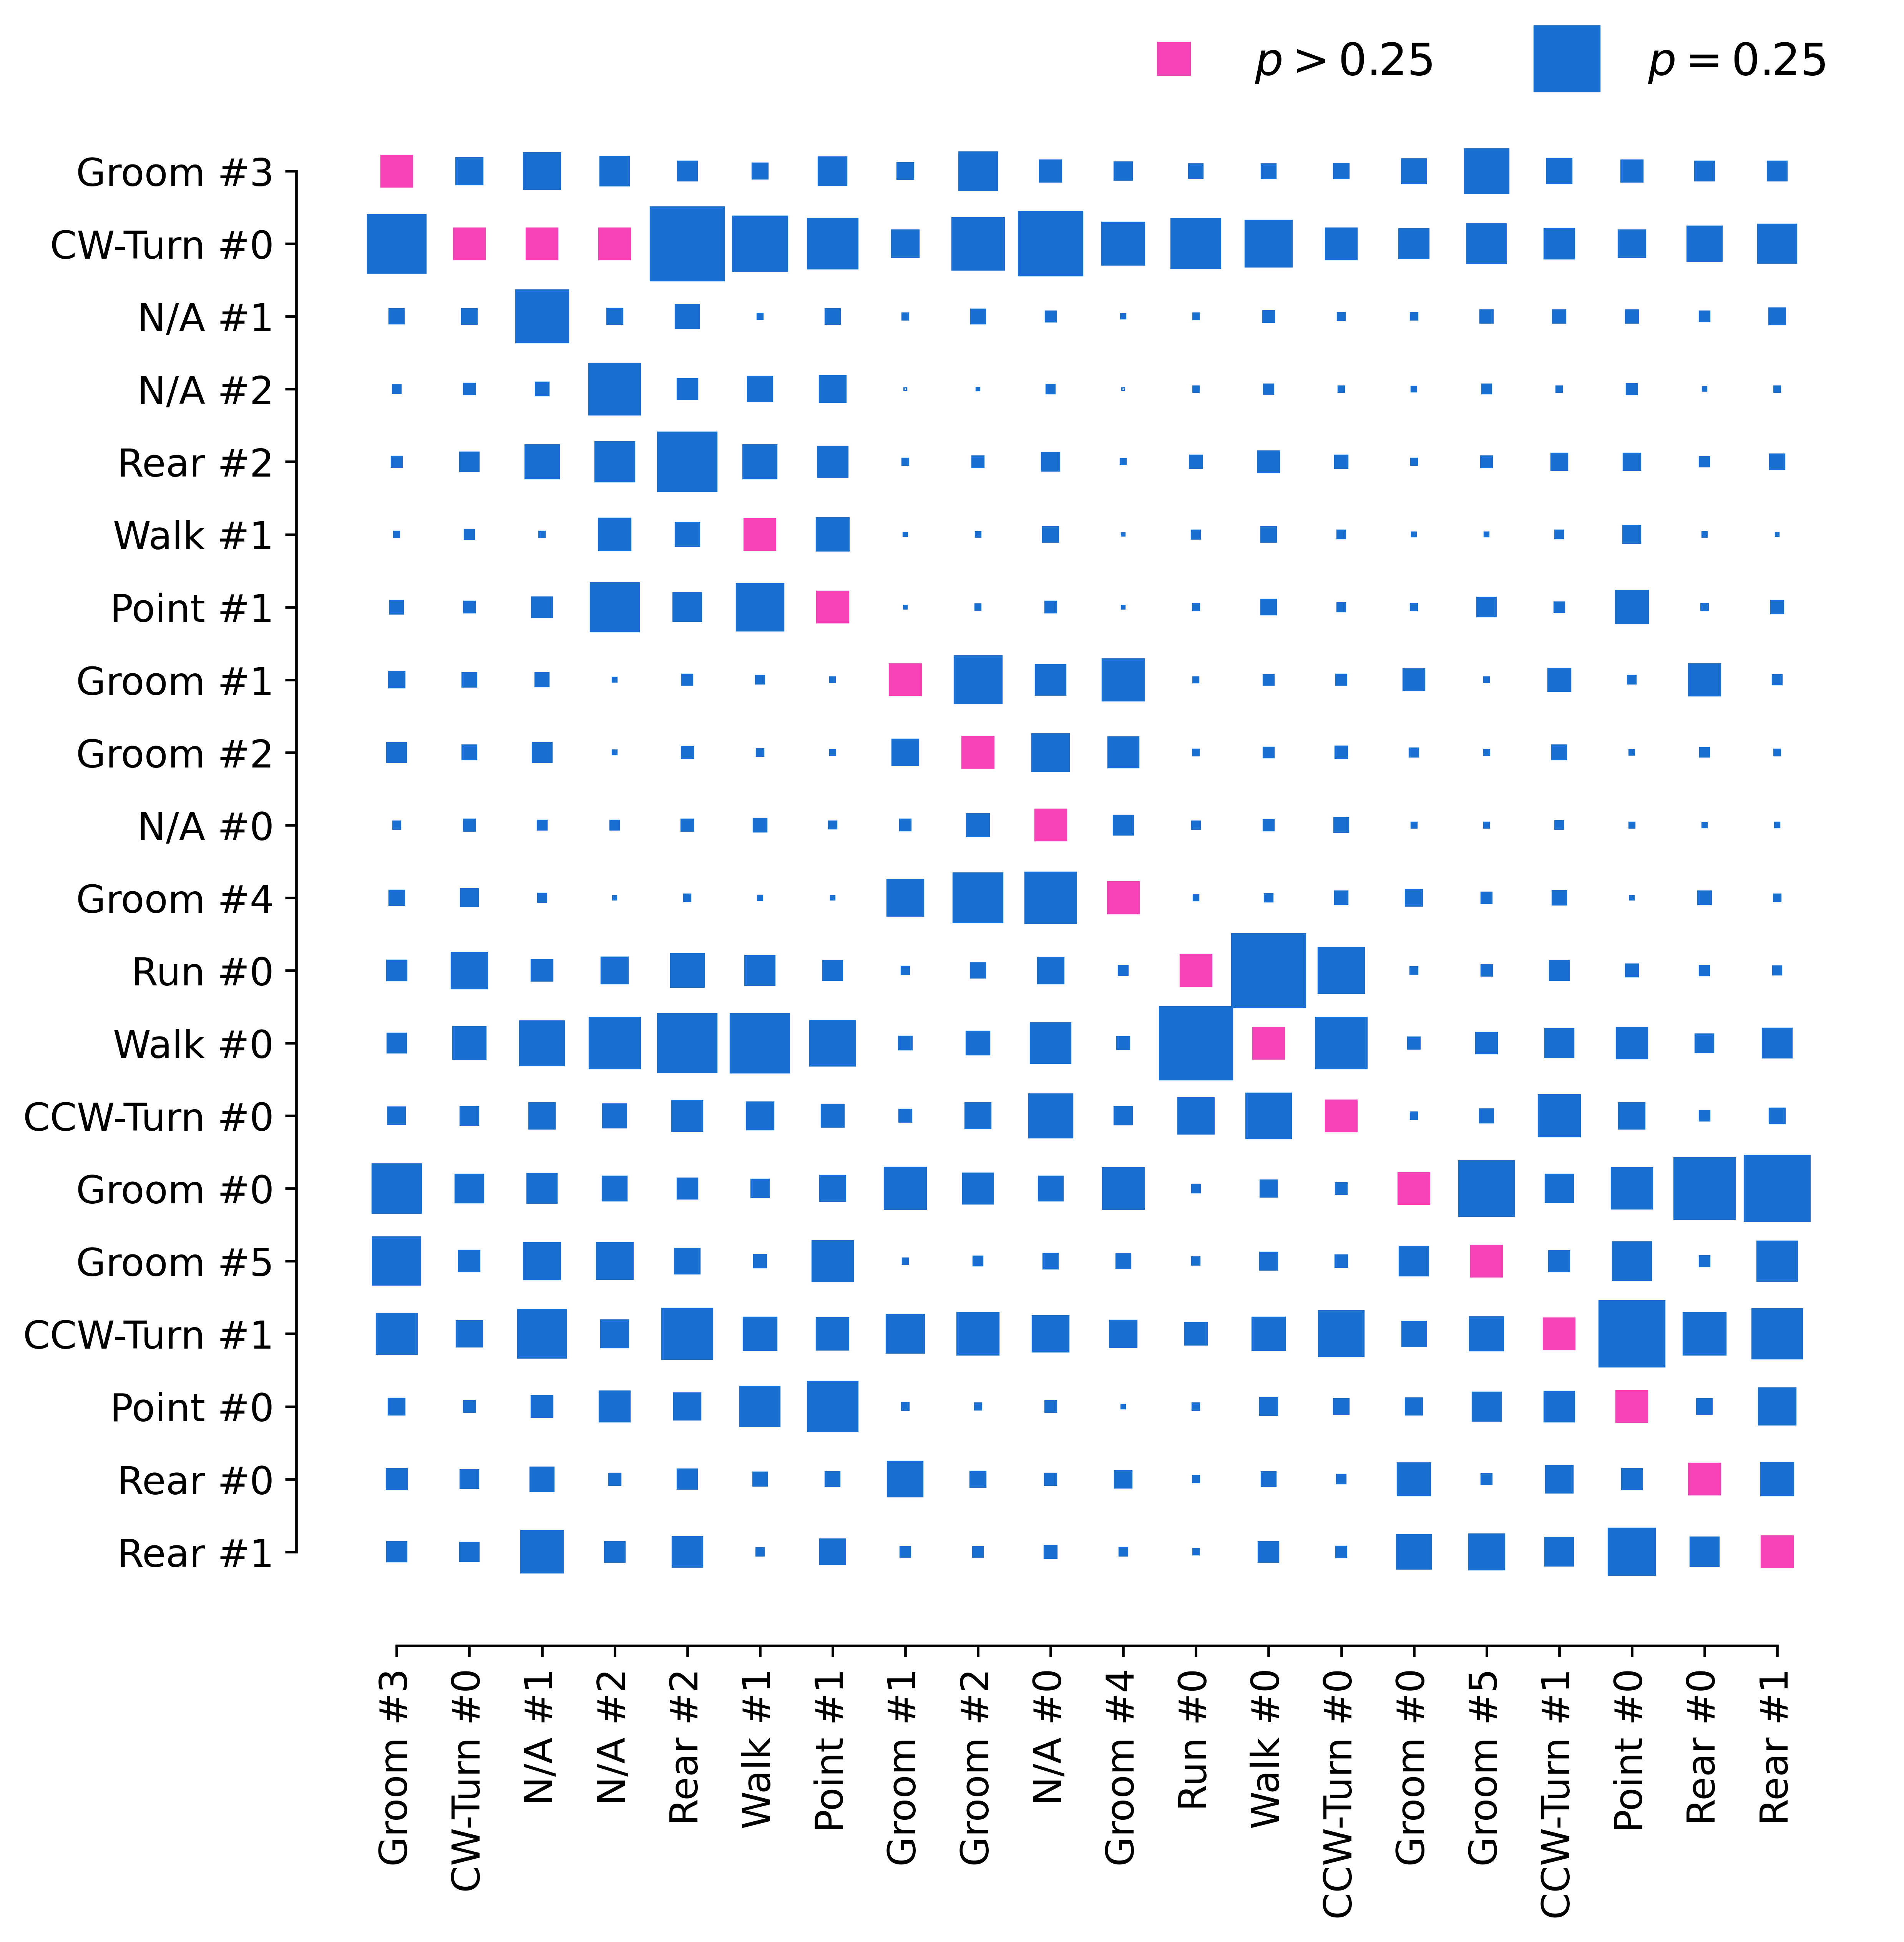 p > 0.25
p = 0.25
Groom #3
CW-Turn #0
N/A #1
N/A #2
Rear #2
Walk #1
Point #1
Groom #1
Groom #2
N/A #0
Groom #4
Run #0
Walk #0
CCW-Turn #0
Groom #0
Groom #5
CCW-Turn #1
Point #0
Rear #0
Rear #1
Groom #3
CW-Turn #0
N/A #1
N/A #2
Rear #2
Walk #1
Point #1
Groom #1
Groom #2
N/A #0
Groom #4
Run #0
Walk #0
CCW-Turn #0
Groom #0
Groom #5
CCW-Turn #1
Point #0
Rear #0
Rear #1